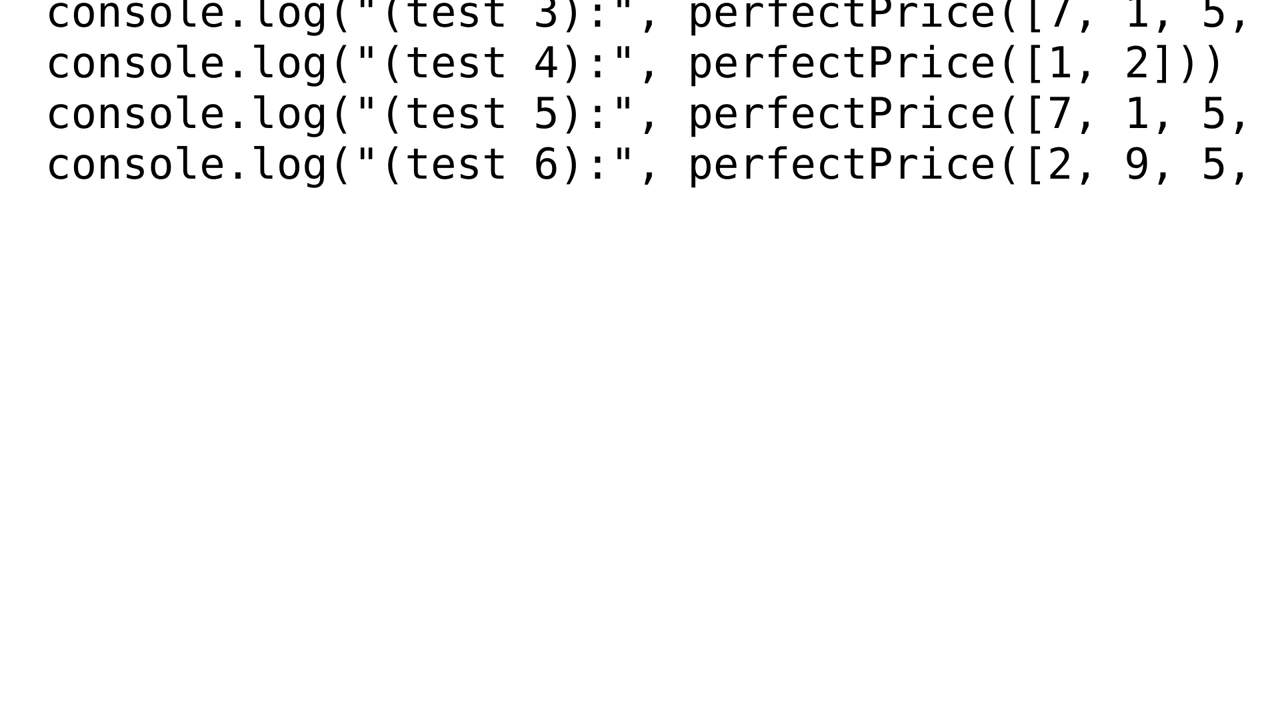 console.log("(test 3):", perfectPrice([7, 1, 5,
console.log("(test 4):", perfectPrice([1, 2]))
console.log("(test 5):", perfectPrice([7, 1, 5,
console.log("(test 6):", perfectPrice([2, 9, 5,